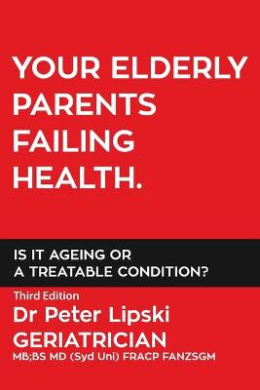 YOUR ELDERLY
PARENTS
FAILING
HEALTH.
IS IT AGEING OR
A TREATABLE CONDITION?
Third Edition
Dr Peter Lipski
GERIATRICIAN
MB;BS MD (Syd Uni) FRACP FANZSGM